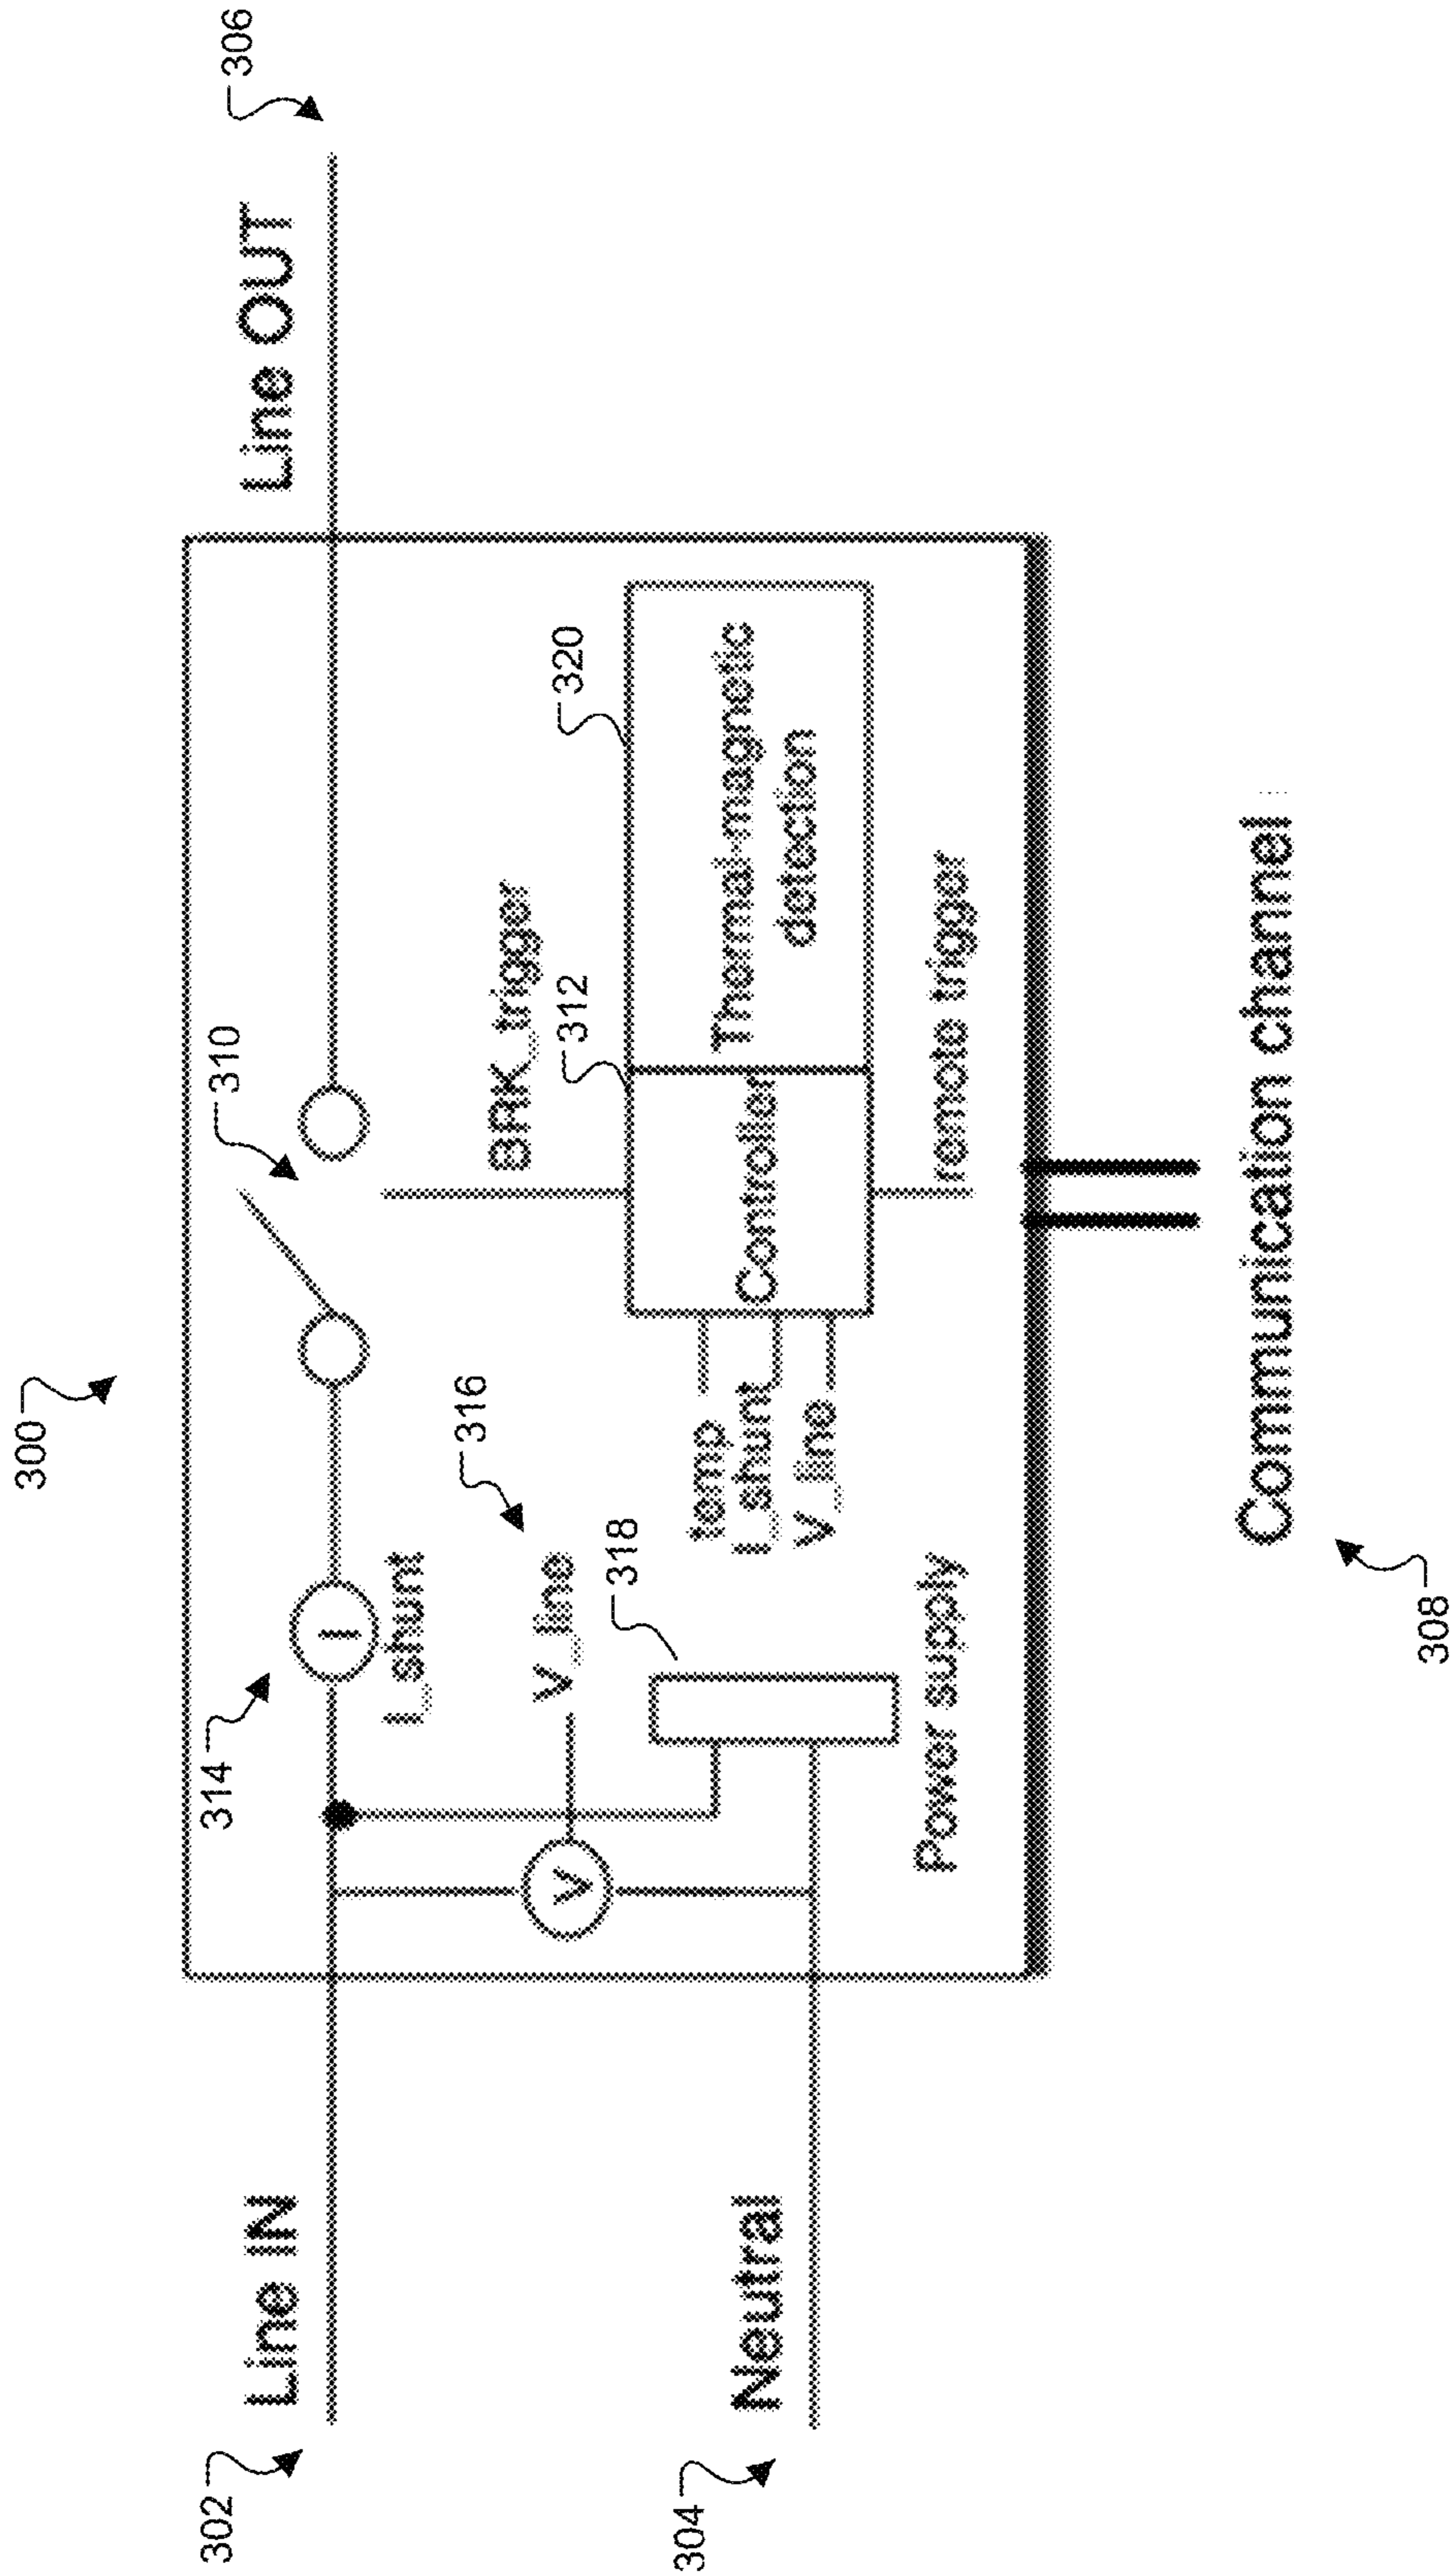 300
302
Line IN
304
Neutral
306
Line OUT
310
314
I
I_shunt
316
V
V_line
318
Power supply
BRK_trigger
312
320
temp
I_shunt
V_line
Controller
Thermal-magnetic
detection
remote trigger
Communication channel
308